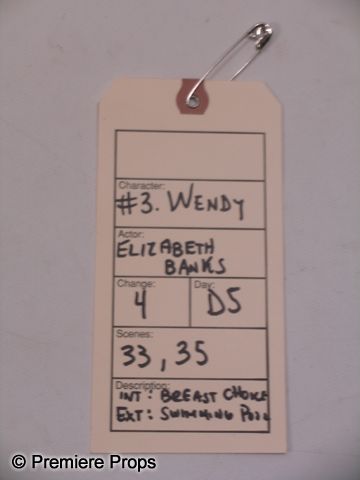 Character:
#3. WENDY
Actor:
ELIZABETH
BANKS
Change: Day:
4 D5
Scenes:
33, 35
Description:
INT: BREAST CHOICE
EXT: SWIMMING POOL
© Premiere Props